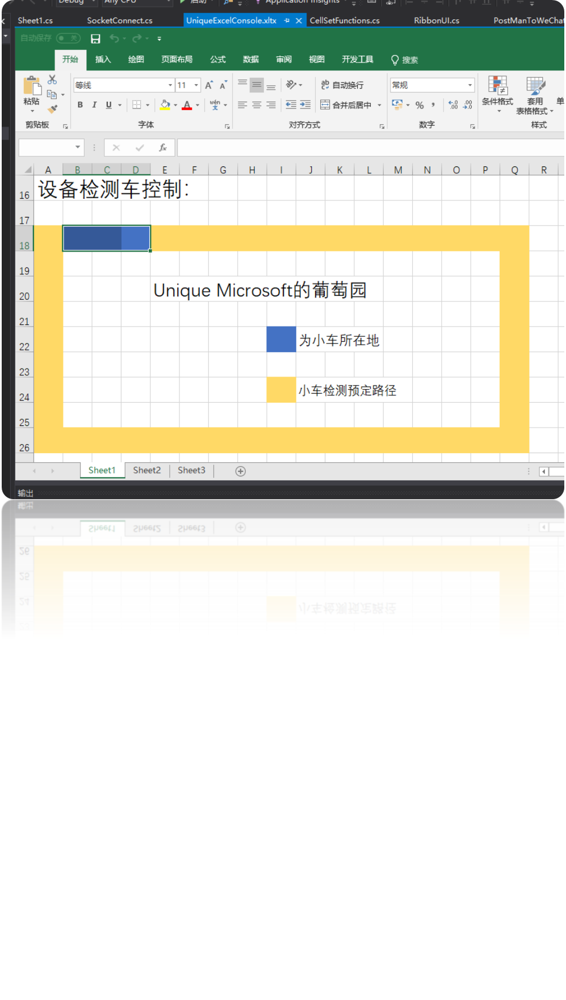 Debug Any CPU 启动 Application Insights
Sheet1.cs SocketConnect.cs UniqueExcelConsole.xltx CellSetFunctions.cs RibbonUI.cs PostManToWeChat
自动保存 关
开始 插入 绘图 页面布局 公式 数据 审阅 视图 开发工具 搜索
等线 11 自动换行 常规
粘贴 B I U A wén 文 合并后居中 % 条件格式 套用 单
表格格式
剪贴板 字体 对齐方式 数字 样式
fx
A B C D E F G H I J K L M N O P Q R
16 设备检测车控制:
17
18
19
20 Unique Microsoft的葡萄园
21
22 为小车所在地
23
24 小车检测预定路径
25
26
Sheet1 Sheet2 Sheet3
输出